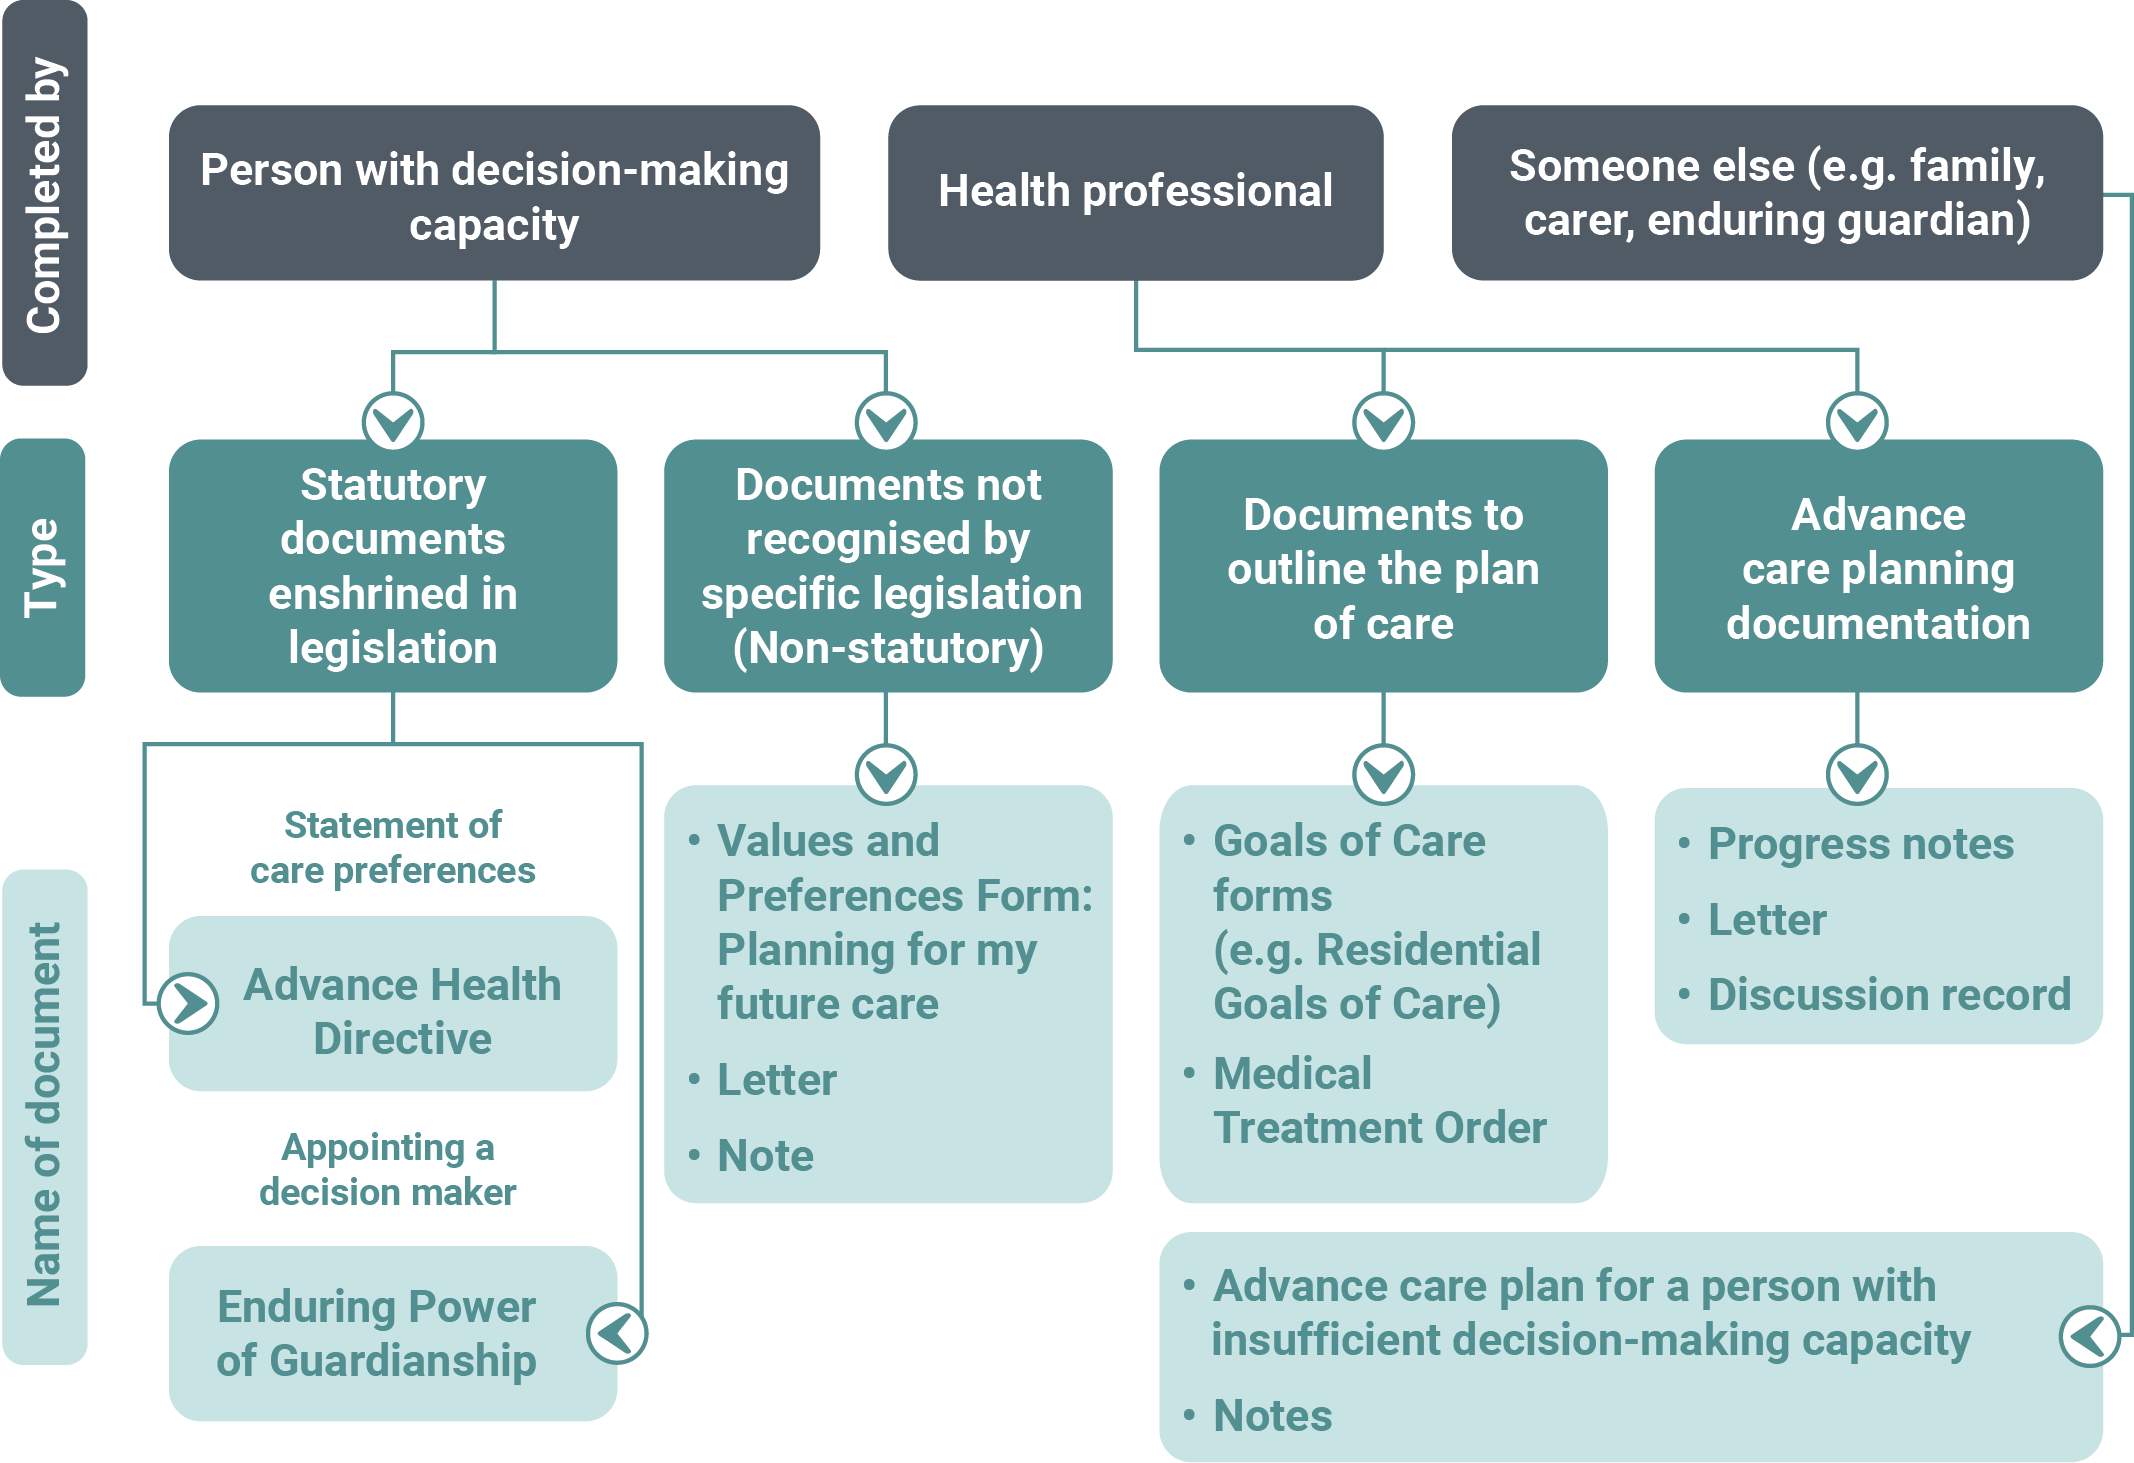 Completed by
Person with decision-making
capacity
Health professional
Someone else (e.g. family,
carer, enduring guardian)
Type
Statutory
documents
enshrined in
legislation
Documents not
recognised by
specific legislation
(Non-statutory)
Documents to
outline the plan
of care
Advance
care planning
documentation
Name of document
Statement of
care preferences
Advance Health
Directive
Appointing a
decision maker
Enduring Power
of Guardianship
• Values and
Preferences Form:
Planning for my
future care
• Letter
• Note
• Goals of Care
forms
(e.g. Residential
Goals of Care)
• Medical
Treatment Order
• Progress notes
• Letter
• Discussion record
• Advance care plan for a person with
insufficient decision-making capacity
• Notes